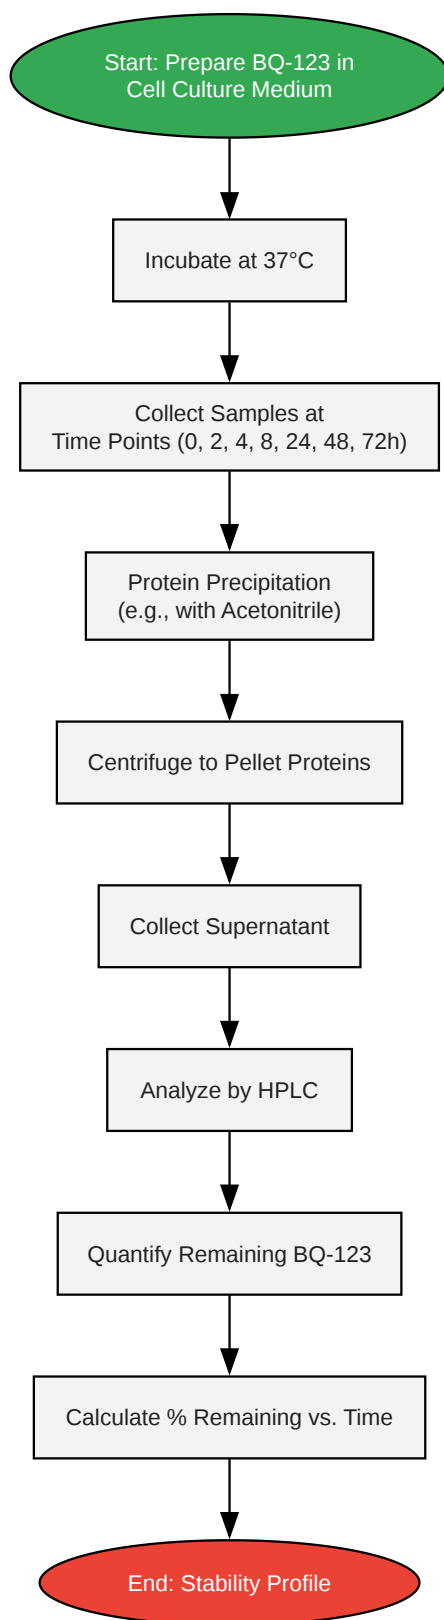 Start: Prepare BQ-123 in
Cell Culture Medium
Incubate at 37°C
Collect Samples at
Time Points (0, 2, 4, 8, 24, 48, 72h)
Protein Precipitation
(e.g., with Acetonitrile)
Centrifuge to Pellet Proteins
Collect Supernatant
Analyze by HPLC
Quantify Remaining BQ-123
Calculate % Remaining vs. Time
End: Stability Profile